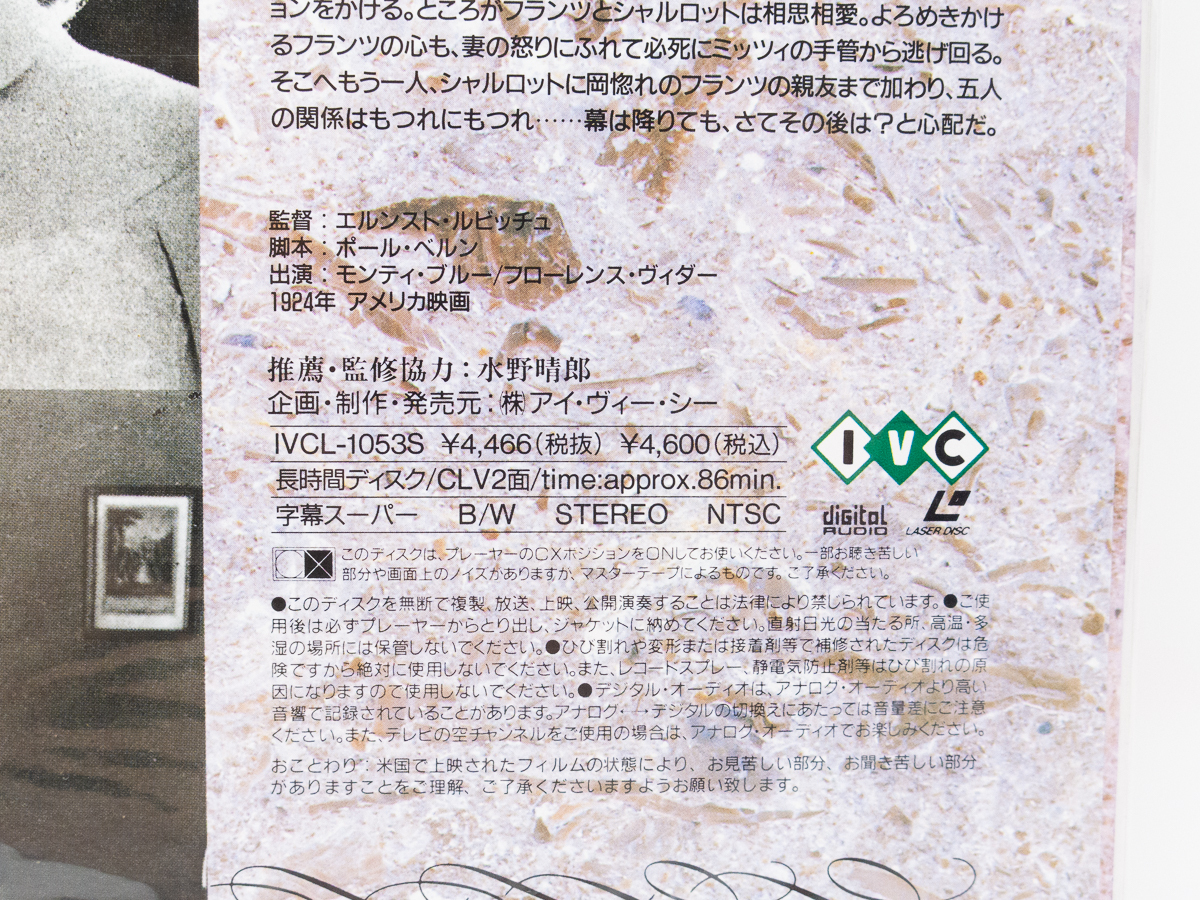 ョンをかける。ところがフランツとシャルロットは相思相愛。よろめきかけ
るフランツの心も、妻の怒りにふれて必死にミッツィの手管から逃げ回る。
そこへもう一人、シャルロットに岡惚れのフランツの親友まで加わり、五人
の関係はもつれにもつれ……幕は降りても、さてその後は?と心配だ。
監督:エルンスト・ルビッチュ
脚本:ポール・ベルン
出演:モンティ・ブルー/フローレンス・ヴィダー
1924年 アメリカ映画
推薦・監修協力:水野晴郎
企画・制作・発売元:㈱アイ・ヴィー・シー
IVCL-1053S ¥4,466(税抜) ¥4,600(税込)
長時間ディスク/CLV2面/time:approx.86min.
字幕スーパー B/W STEREO NTSC
IVC
digital AUDIO
LASER DISC
このディスクは、プレーヤーのCXポジションをONしてお使いください。一部お聴き苦しい
部分や画面上のノイズがありますが、マスターテープによるものです。ご了承ください。
●このディスクを無断で複製、放送、上映、公開演奏することは法律により禁じられています。●ご使
用後は必ずプレーヤーからとり出し、ジャケットに納めてください。直射日光の当たる所、高温・多
湿の場所には保管しないでください。●ひび割れや変形または接着剤等で補修されたディスクは危
険ですから絶対に使用しないでください。また、レコードスプレー、静電気防止剤等はひび割れの原
因になりますので使用しないでください。●デジタル・オーディオは、アナログ・オーディオより高い
音響で記録されていることがあります。アナログ・→デジタルの切換えにあたっては音量差にご注意
ください。また、テレビの空チャンネルをご使用の場合は、アナログ・オーディオでお楽しみください。
おことわり:米国で上映されたフィルムの状態により、お見苦しい部分、お聞き苦しい部分
がありますことをご理解、ご了承くださいますようお願い致します。